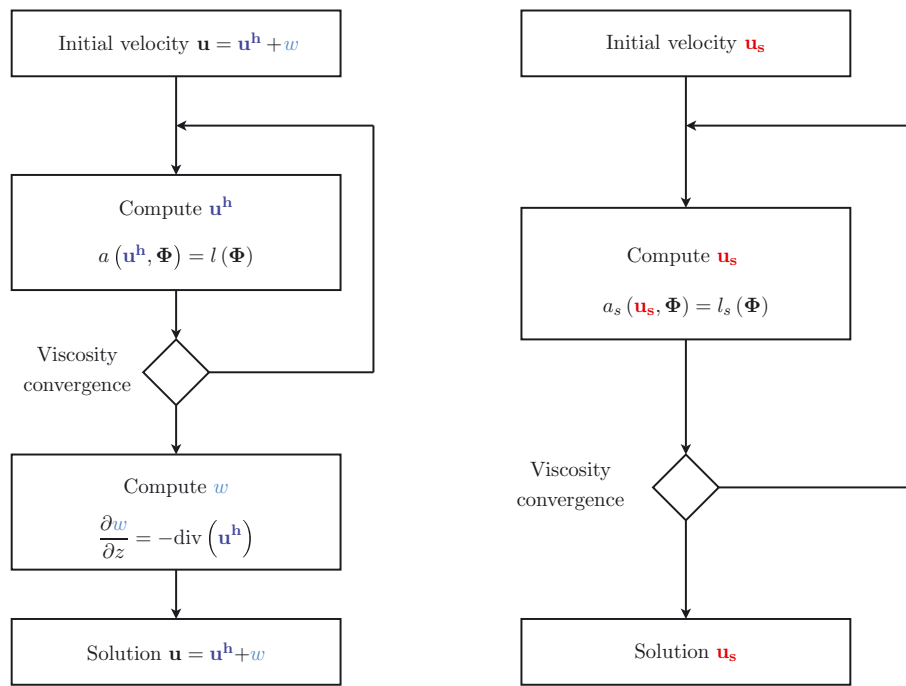 Initial velocity u = u^h + w
Compute u^h
a (u^h, Φ) = l (Φ)
Viscosity
convergence
Compute w
∂w/∂z = −div (u^h)
Solution u = u^h+w
Initial velocity u_s
Compute u_s
a_s (u_s, Φ) = l_s (Φ)
Viscosity
convergence
Solution u_s